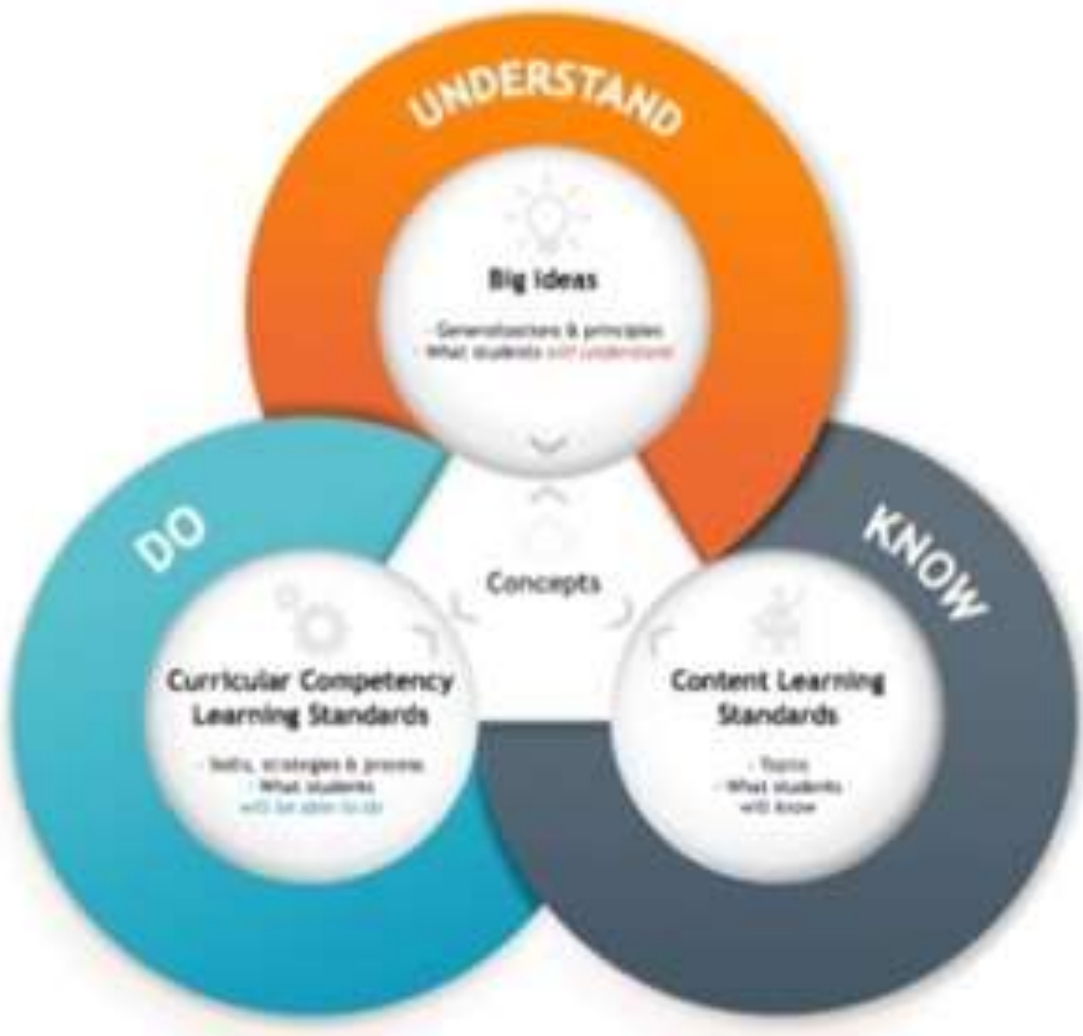 UNDERSTAND
Big Ideas
- Generalizations & principles
- What students will understand
DO
KNOW
Concepts
Curricular Competency
Learning Standards
- Skills, strategies & process
- What students
will be able to do
Content Learning
Standards
- Topics
- What students
will know